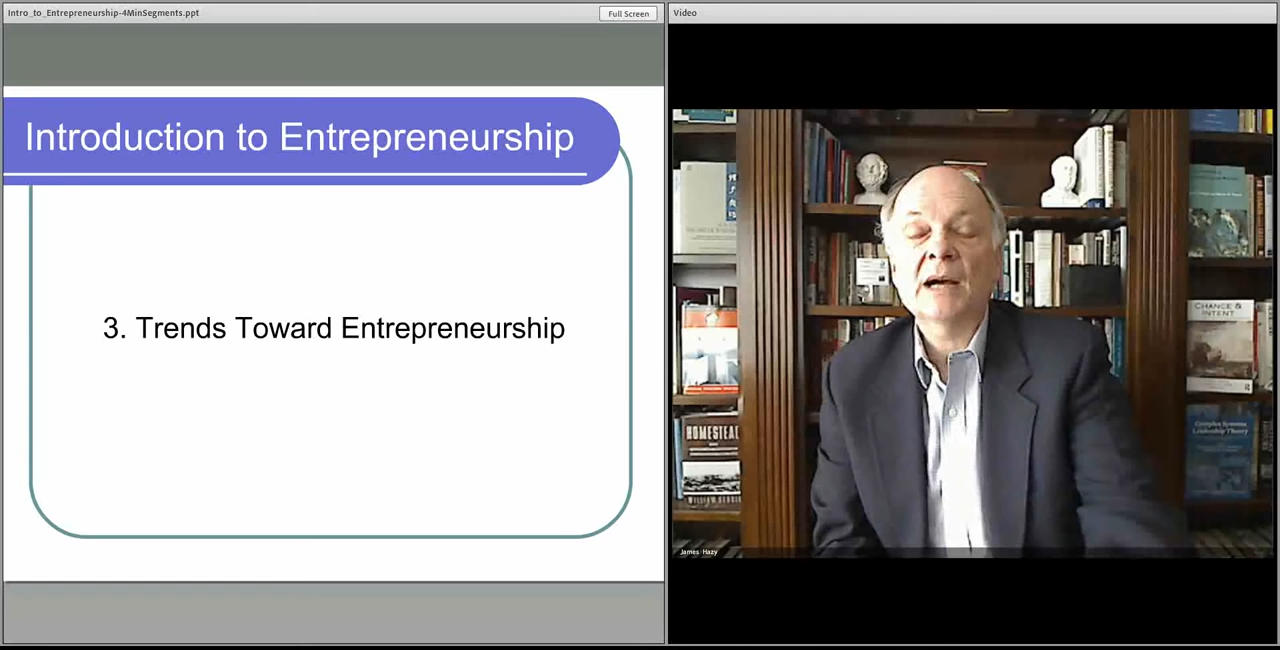 Intro_to_Entrepreneurship-4MinSegments.ppt
Full Screen
Video
Introduction to Entrepreneurship
3. Trends Toward Entrepreneurship
CHANCE &
INTENT
HOMESTEAD
Complex Systems
Leadership Theory
James Hazy